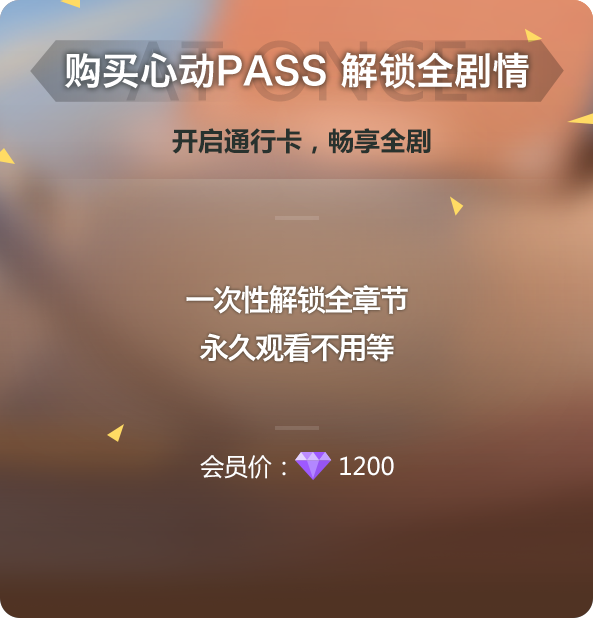 AT ONCE
购买心动PASS 解锁全剧情
开启通行卡，畅享全剧
一次性解锁全章节
永久观看不用等
会员价：1200